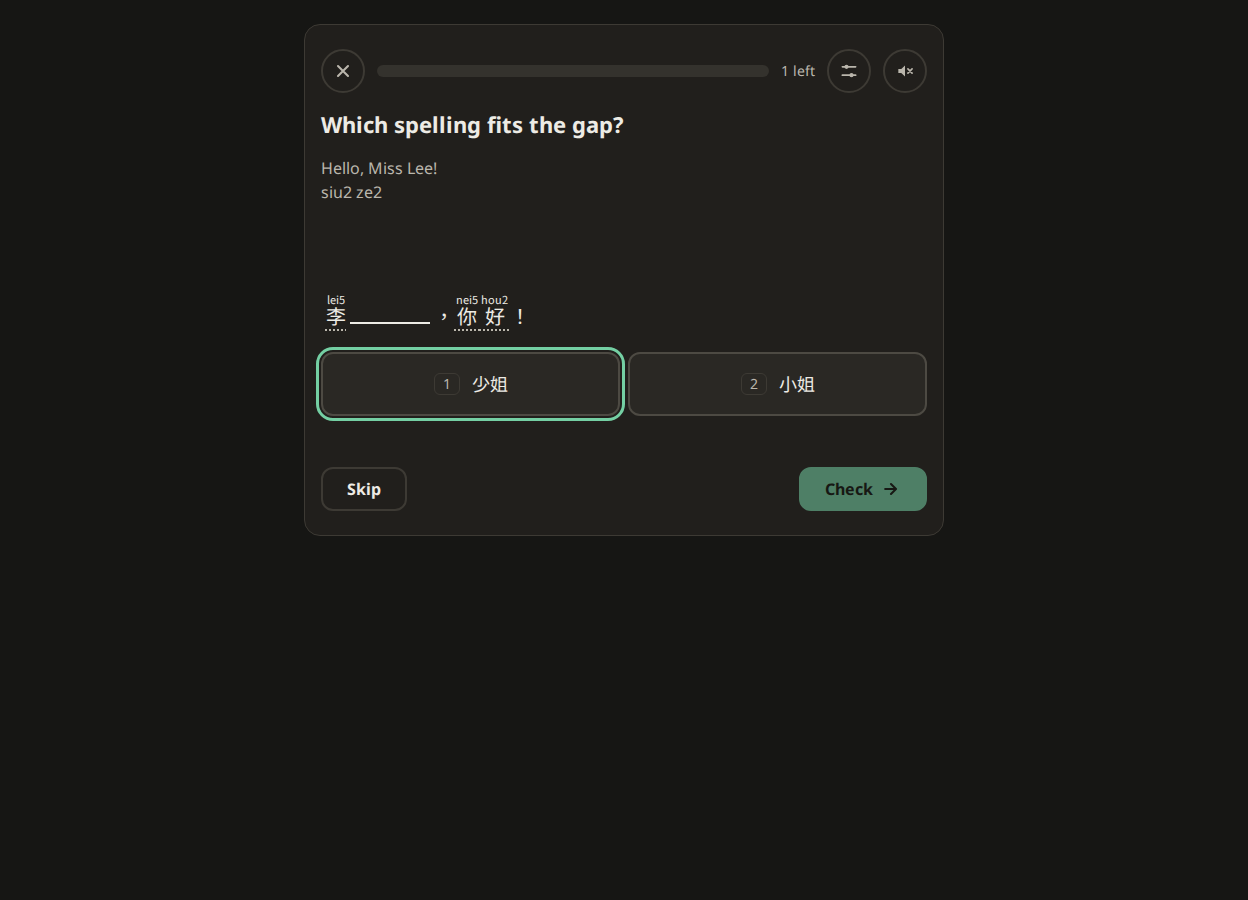 1 left
Which spelling fits the gap?
Hello, Miss Lee!
siu2 ze2
lei5 nei5 hou2
李 ，你好！
1 少姐
2 小姐
Skip
Check